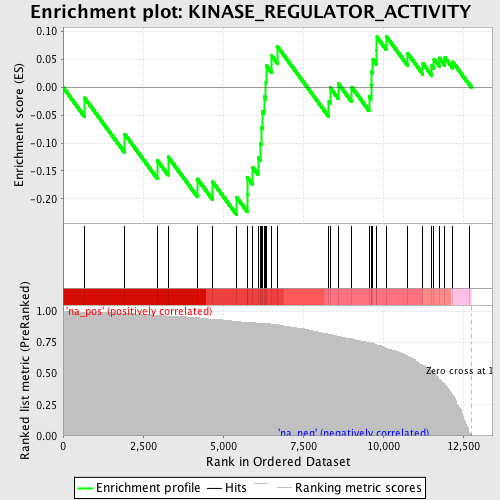 Enrichment plot: KINASE_REGULATOR_ACTIVITY
Enrichment score (ES)
0.10
0.05
0.00
-0.05
-0.10
-0.15
-0.20
'na_pos' (positively correlated)
Ranked list metric (PreRanked)
1.00
0.75
0.50
0.25
0.00
Zero cross at 1
'na_neg' (negatively correlated)
0
2,500
5,000
7,500
10,000
12,500
Rank in Ordered Dataset
Enrichment profile
Hits
Ranking metric scores